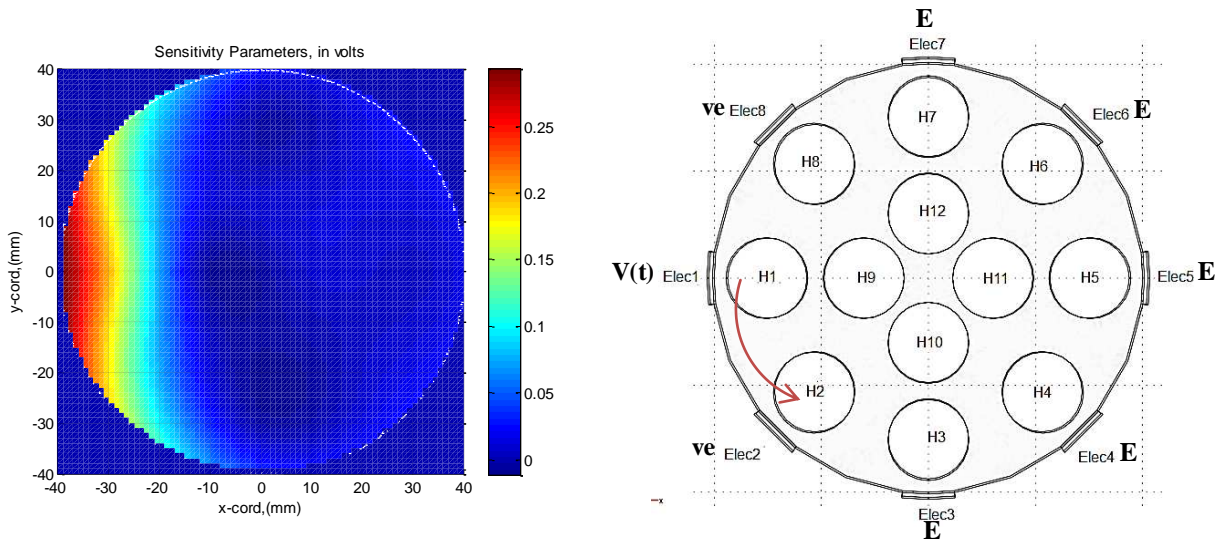 Sensitivity Parameters, in volts
40
30
20
10
0
-10
-20
-30
-40
y-cord,(mm)
-40 -30 -20 -10 0 10 20 30 40
x-cord,(mm)
0.25
0.2
0.15
0.1
0.05
0
E
Elec7
ve Elec8
Elec6 E
H7
H8
H6
H12
V(t) Elec1
H1
H9
H11
H5
Elec5 E
H10
H2
H4
H3
ve Elec2
Elec4 E
x
Elec3
E